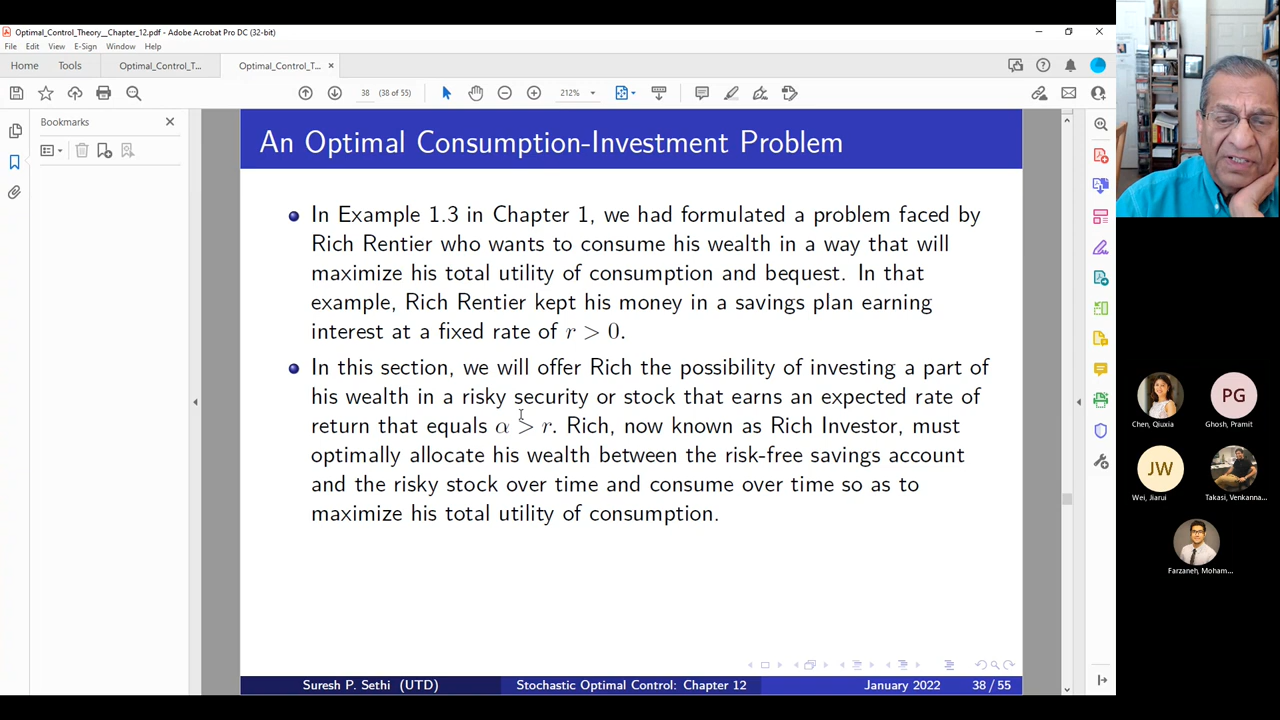 Optimal_Control_Theory__Chapter_12.pdf - Adobe Acrobat Pro DC (32-bit)
File Edit View E-Sign Window Help
Home Tools Optimal_Control_T... Optimal_Control_T... ×
38 (38 of 55) 212%
Bookmarks
An Optimal Consumption-Investment Problem
In Example 1.3 in Chapter 1, we had formulated a problem faced by
Rich Rentier who wants to consume his wealth in a way that will
maximize his total utility of consumption and bequest. In that
example, Rich Rentier kept his money in a savings plan earning
interest at a fixed rate of r > 0.
In this section, we will offer Rich the possibility of investing a part of
his wealth in a risky security or stock that earns an expected rate of
return that equals α > r. Rich, now known as Rich Investor, must
optimally allocate his wealth between the risk-free savings account
and the risky stock over time and consume over time so as to
maximize his total utility of consumption.
Suresh P. Sethi (UTD) Stochastic Optimal Control: Chapter 12 January 2022 38 / 55
PG
Chen, Qiuxia Ghosh, Pramit
JW
Wei, Jiarui Takasi, Venkanna...
Farzaneh, Moham...